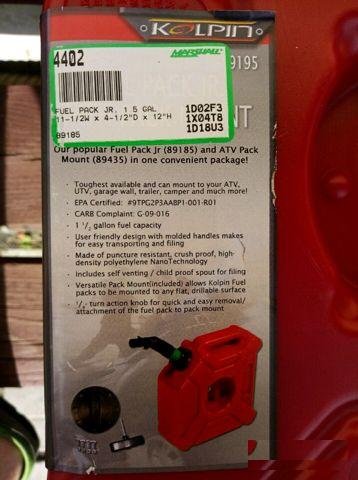 KOLPIN
4402
MARSHALL
9195
FUEL PACK JR. 1.5 GAL
11-1/2W x 4-1/2"D x 12"H
89185
1D02F3
1X04T8
1D18U3
NT
Our popular Fuel Pack Jr (89185) and ATV Pack
Mount (89435) in one convenient package!
· Toughest available and can mount to your ATV,
UTV, garage wall, trailer, camper and much more!
· EPA Certified: #9TPG2P3AABP1-001-R01
· CARB Complaint: G-09-016
· 1 1/2 gallon fuel capacity
· User friendly design with molded handles makes
for easy transporting and filing
· Made of puncture resistant, crush proof, high-
density polyethylene NanoTechnology
· Includes self venting / child proof spout for filing
· Versatile Pack Mount(included) allows Kolpin Fuel
packs to be mounted to any flat, drillable surface
· 1/4- turn action knob for quick and easy removal/
attachment of the fuel pack to pack mount